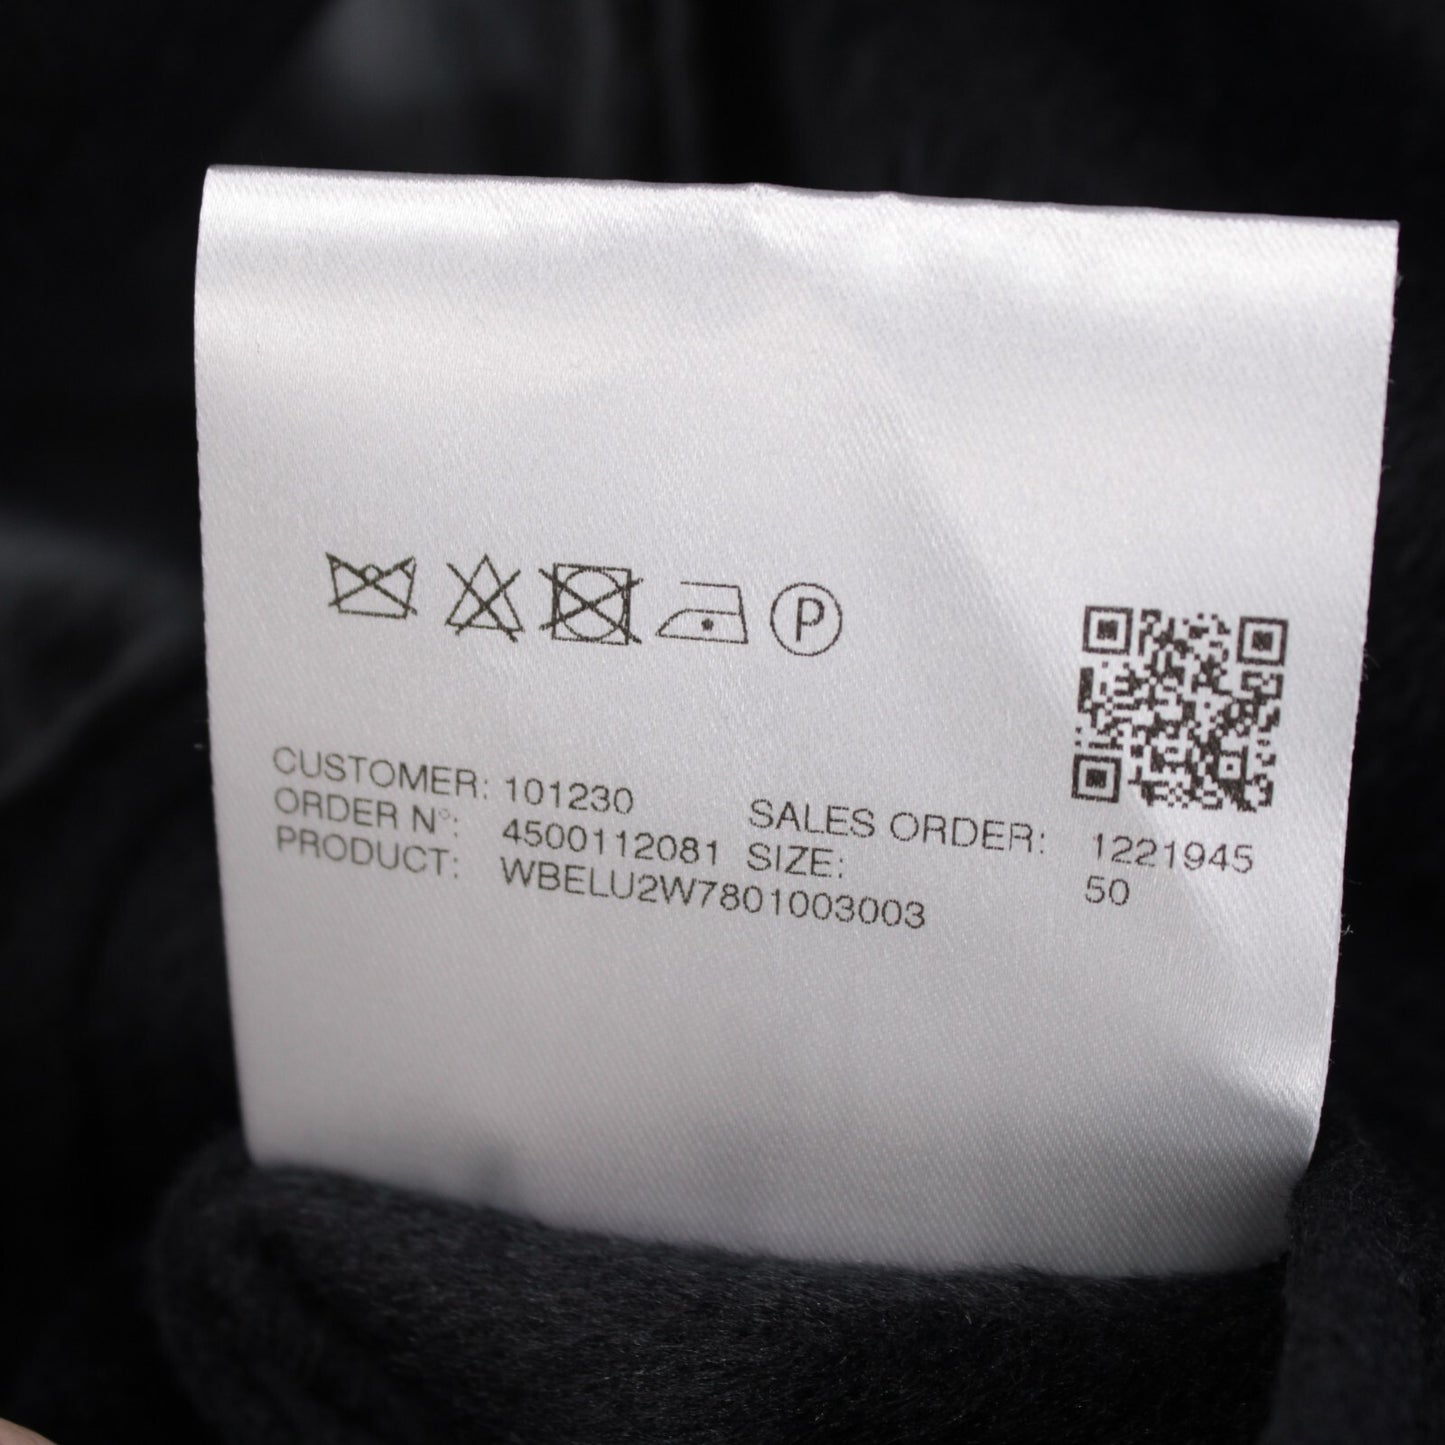 P
CUSTOMER: 101230
ORDER N°: 4500112081 SALES ORDER: 1221945
PRODUCT: WBELU2W7801003003 SIZE: 50